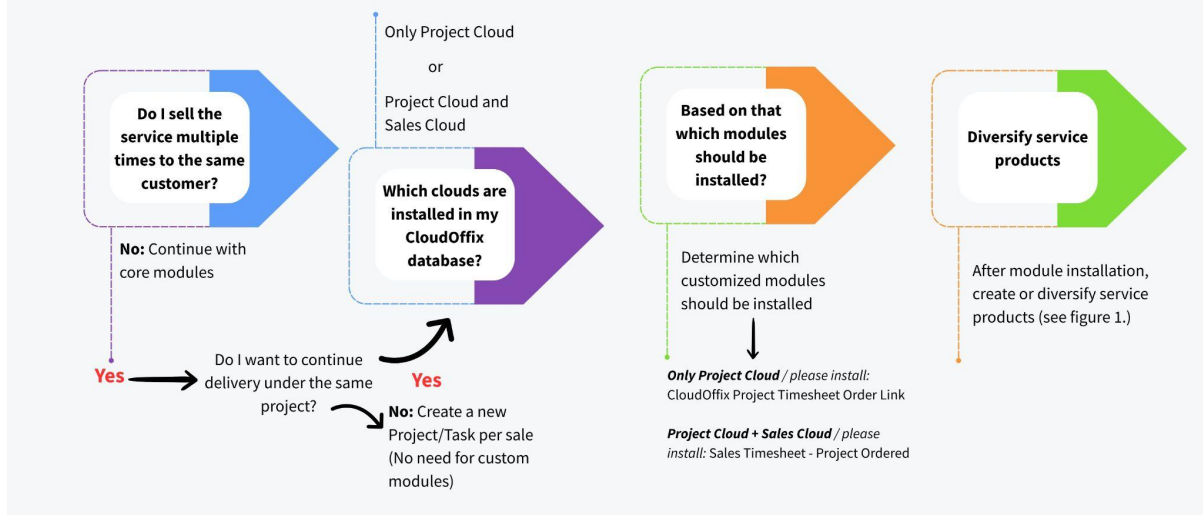 Do I sell the
service multiple
times to the same
customer?
No: Continue with
core modules
Yes
Do I want to continue
delivery under the same
project?
Yes
No: Create a new
Project/Task per sale
(No need for custom
modules)
Only Project Cloud
or
Project Cloud and
Sales Cloud
Which clouds are
installed in my
CloudOffix
database?
Based on that
which modules
should be
installed?
Determine which
customized modules
should be installed
Only Project Cloud / please install:
CloudOffix Project Timesheet Order Link
Project Cloud + Sales Cloud / please
install: Sales Timesheet - Project Ordered
Diversify service
products
After module installation,
create or diversify service
products (see figure 1.)